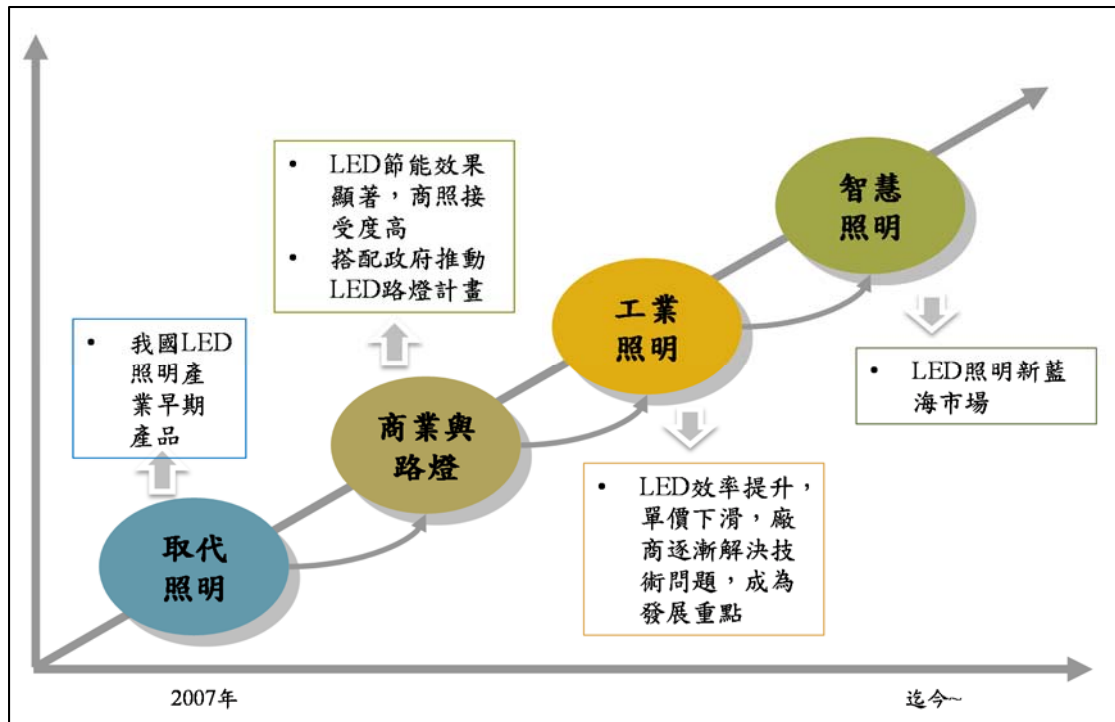 • LED節能效果
顯著，商照接
受度高
• 搭配政府推動
LED路燈計畫
智慧
照明
工業
照明
• 我國LED
照明產
業早期
產品
• LED照明新藍
海市場
商業與
路燈
• LED效率提升，
單價下滑，廠
商逐漸解決技
術問題，成為
發展重點
取代
照明
2007年
迄今~